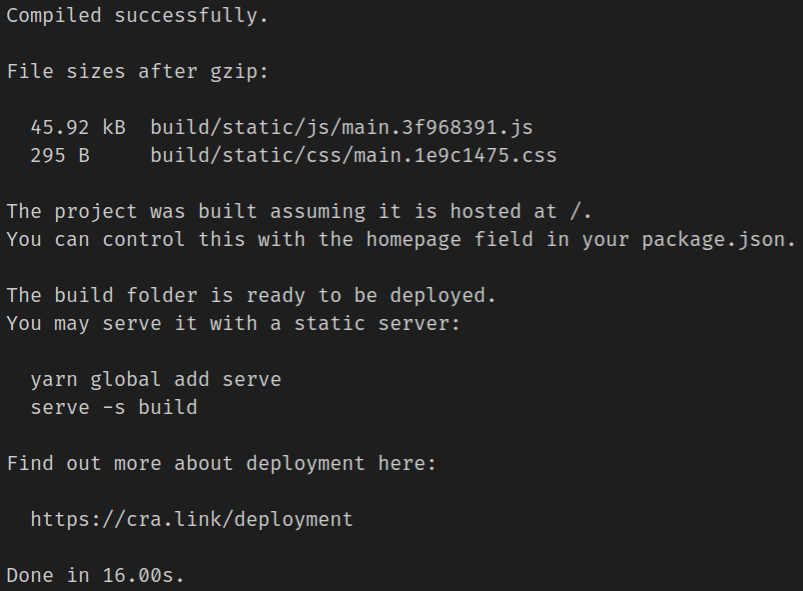 Compiled successfully.
File sizes after gzip:
45.92 kB  build/static/js/main.3f968391.js
295 B     build/static/css/main.1e9c1475.css
The project was built assuming it is hosted at /.
You can control this with the homepage field in your package.json.
The build folder is ready to be deployed.
You may serve it with a static server:
yarn global add serve
serve -s build
Find out more about deployment here:
https://cra.link/deployment
Done in 16.00s.